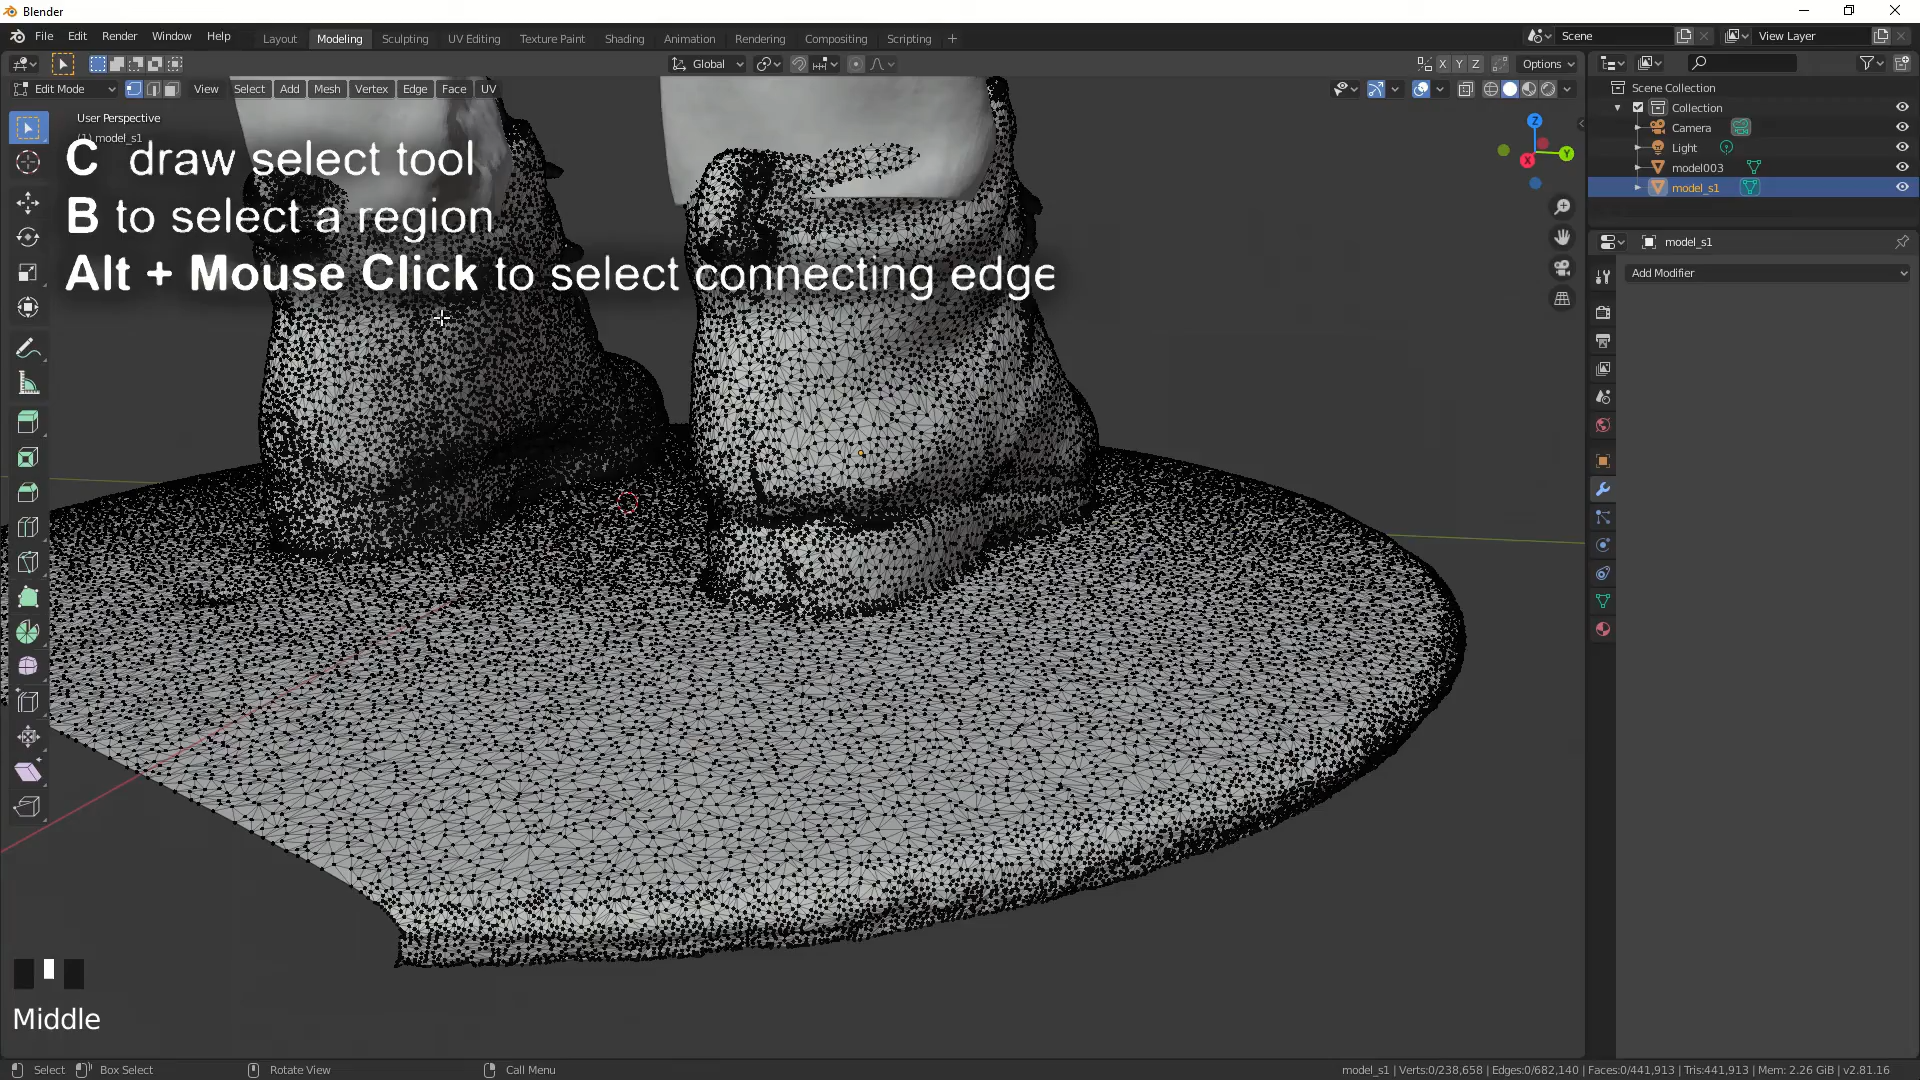 Blender
File Edit Render Window Help
Layout Modeling Sculpting UV Editing Texture Paint Shading Animation Rendering Compositing Scripting +
Scene
View Layer
Global
X Y Z
Options
Edit Mode
View Select Add Mesh Vertex Edge Face UV
User Perspective
(1) model_s1
C draw select tool
B to select a region
Alt + Mouse Click to select connecting edge
Z
Y
X
Scene Collection
Collection
Camera
Light
model003
model_s1
model_s1
Add Modifier
Middle
Select Box Select Rotate View Call Menu
model_s1 | Verts:0/238,658 | Edges:0/682,140 | Faces:0/441,913 | Tris:441,913 | Mem: 2.26 GiB | v2.81.16